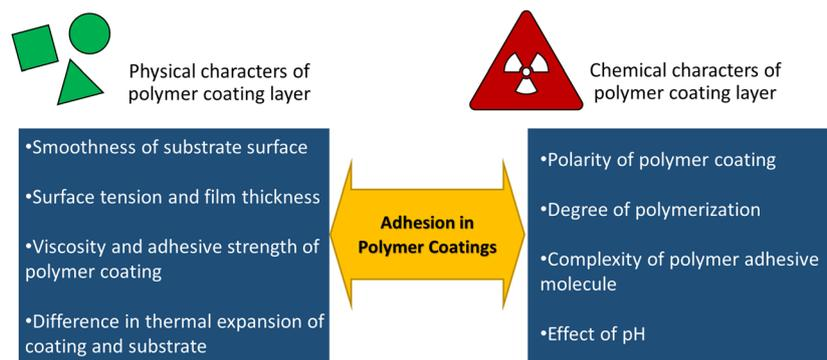 Physical characters of
polymer coating layer
Chemical characters of
polymer coating layer
•Smoothness of substrate surface
•Surface tension and film thickness
•Viscosity and adhesive strength of
polymer coating
•Difference in thermal expansion of
coating and substrate
Adhesion in
Polymer Coatings
•Polarity of polymer coating
•Degree of polymerization
•Complexity of polymer adhesive
molecule
•Effect of pH